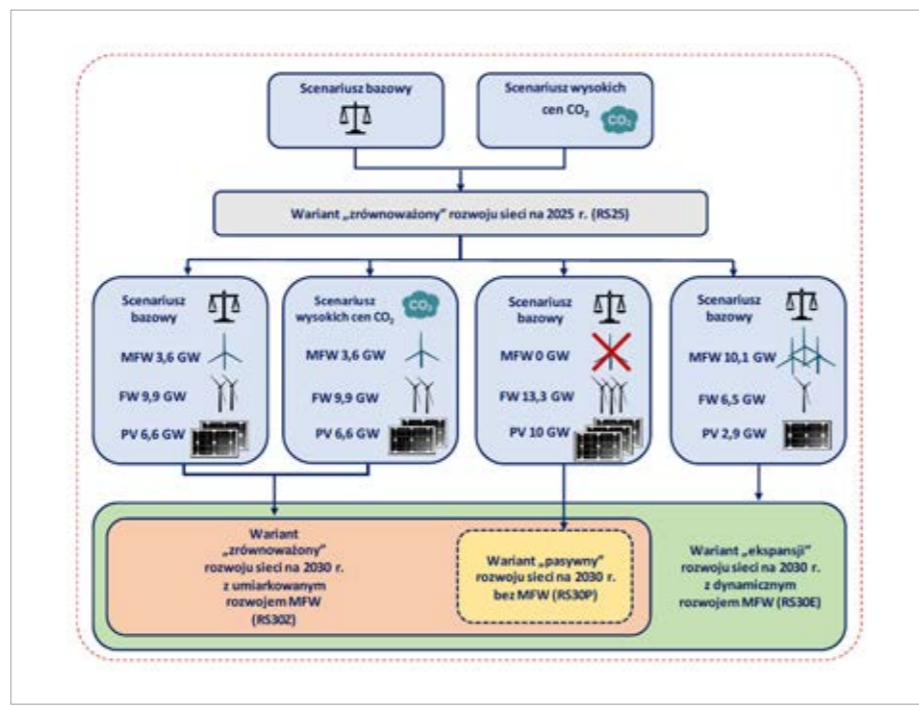 Scenariusz bazowy
Scenariusz wysokich
cen CO₂
CO₂
Wariant „zrównoważony” rozwoju sieci na 2025 r. (RS25)
Scenariusz
bazowy
MFW 3,6 GW
FW 9,9 GW
PV 6,6 GW
Scenariusz
wysokich cen CO₂
CO₂
MFW 3,6 GW
FW 9,9 GW
PV 6,6 GW
Scenariusz
bazowy
MFW 0 GW
FW 13,3 GW
PV 10 GW
Scenariusz
bazowy
MFW 10,1 GW
FW 6,5 GW
PV 2,9 GW
Wariant
„zrównoważony”
rozwoju sieci na 2030 r.
z umiarkowanym
rozwojem MFW
(RS30Z)
Wariant „pasywny”
rozwoju sieci na 2030 r.
bez MFW (RS30P)
Wariant „ekspansji”
rozwoju sieci na 2030 r.
z dynamicznym
rozwojem MFW (RS30E)